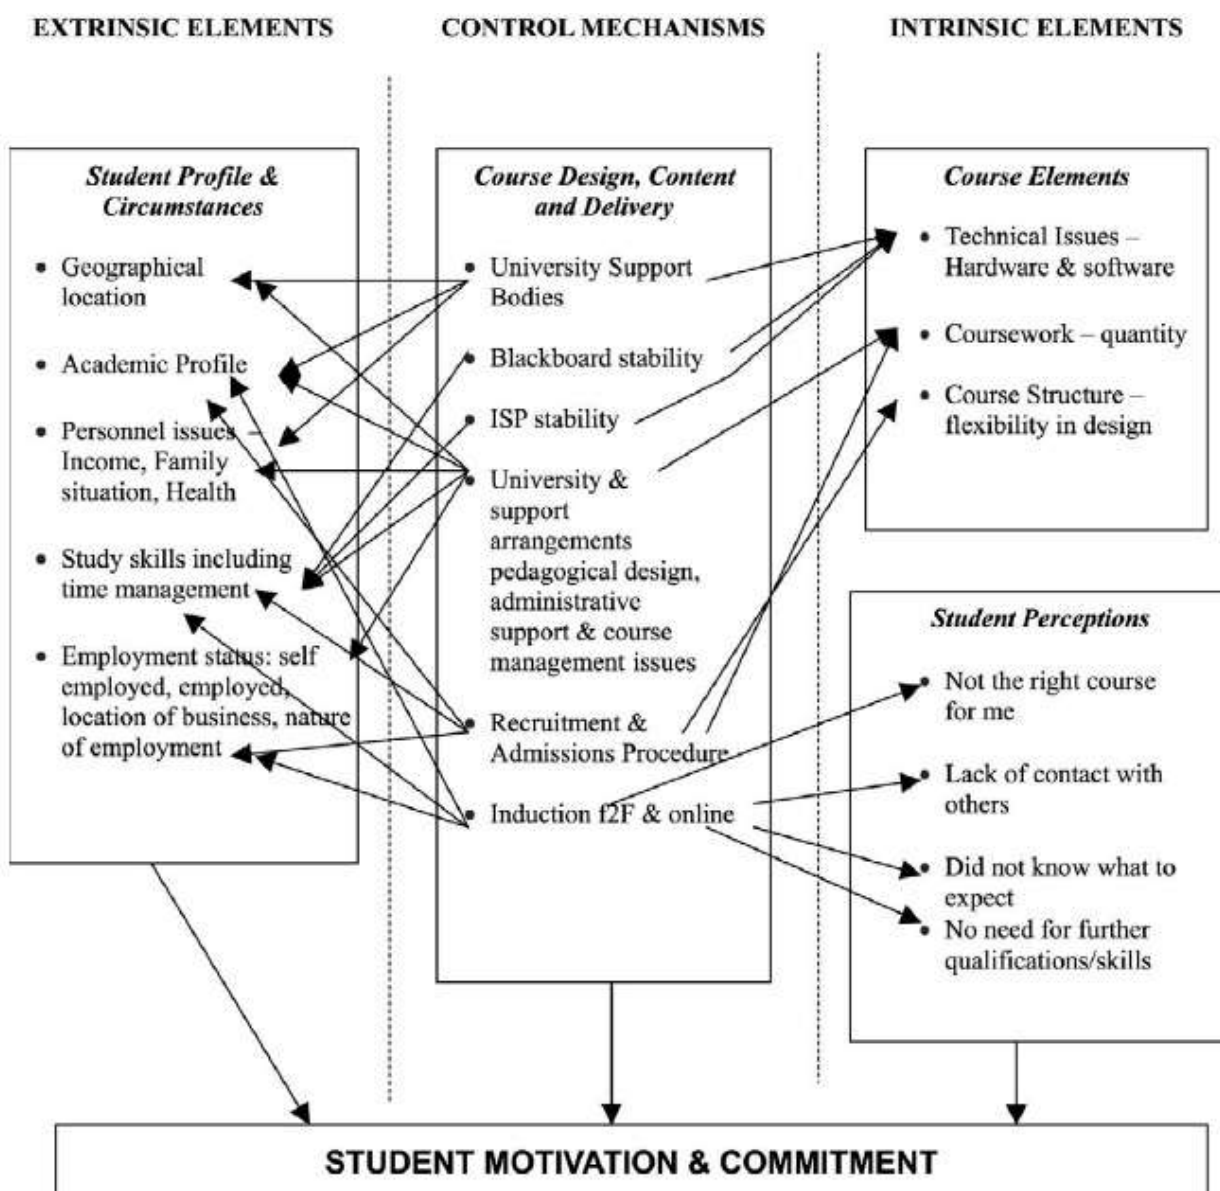 EXTRINSIC ELEMENTS
CONTROL MECHANISMS
INTRINSIC ELEMENTS
Student Profile &
Circumstances
• Geographical
location
• Academic Profile
• Personnel issues –
Income, Family
situation, Health
• Study skills including
time management
• Employment status: self
employed, employed,
location of business, nature
of employment
Course Design, Content
and Delivery
• University Support
Bodies
• Blackboard stability
• ISP stability
• University &
support
arrangements
pedagogical design,
administrative
support & course
management issues
• Recruitment &
Admissions Procedure
• Induction f2F & online
Course Elements
• Technical Issues –
Hardware & software
• Coursework – quantity
• Course Structure –
flexibility in design
Student Perceptions
• Not the right course
for me
• Lack of contact with
others
• Did not know what to
expect
• No need for further
qualifications/skills
STUDENT MOTIVATION & COMMITMENT